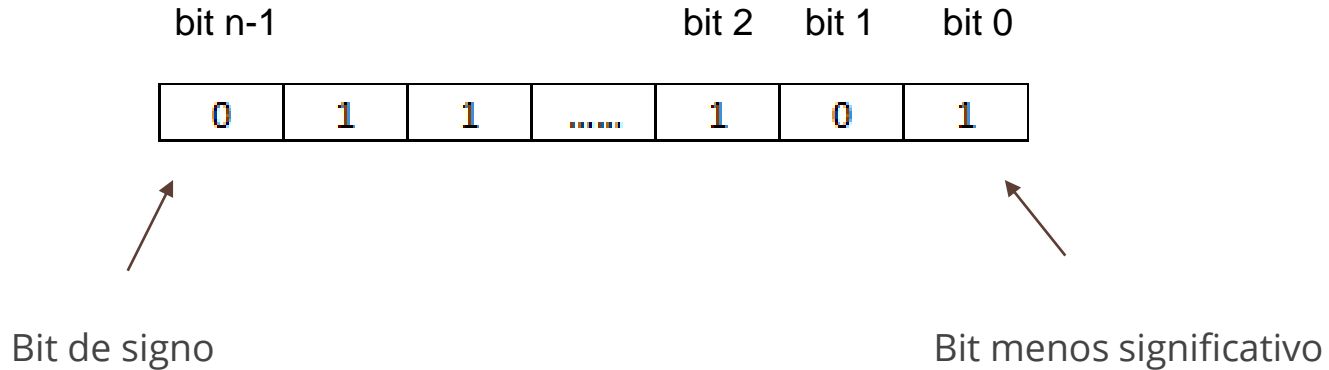 bit n-1 bit 2 bit 1 bit 0
0 1 1 ...... 1 0 1
Bit de signo Bit menos significativo